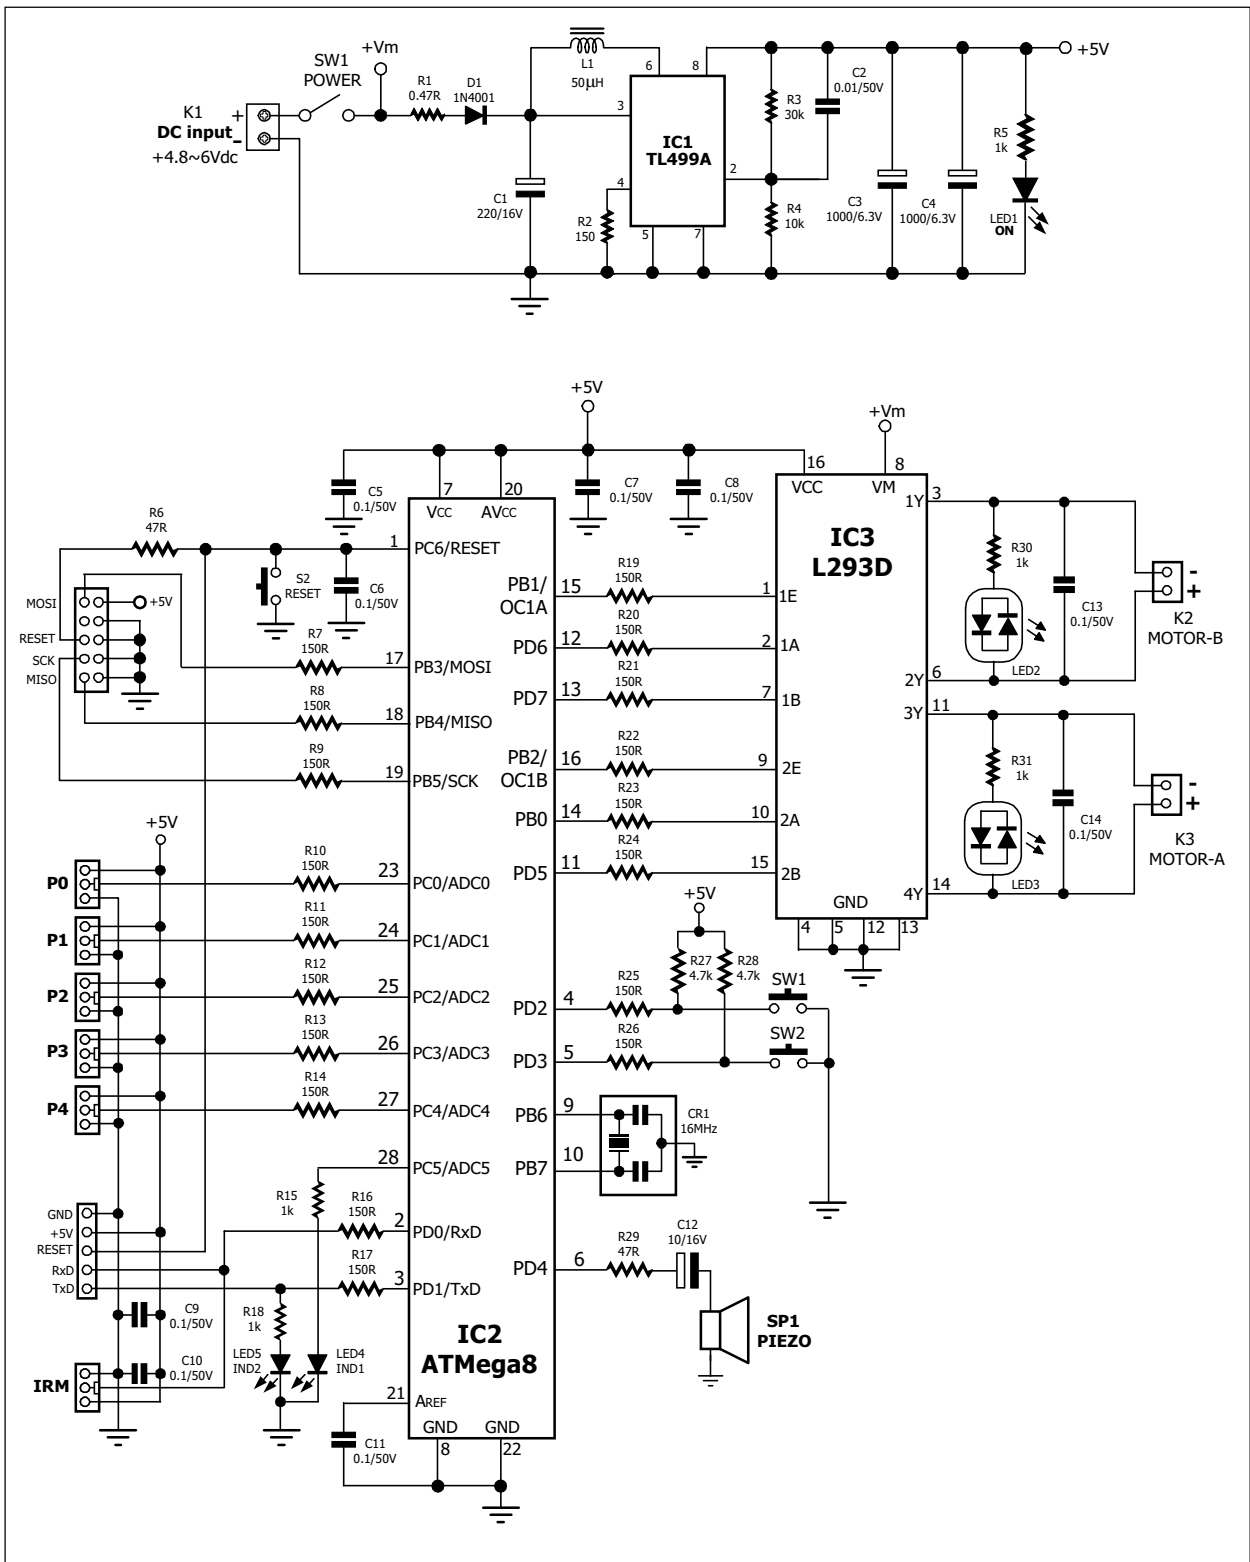 +Vm
SW1
POWER
K1
DC input
+4.8~6Vdc
+
-
R1
0.47R
D1
1N4001
L1
50µH
6
8
3
IC1
TL499A
4
2
5
7
C1
220/16V
R2
150
R3
30k
C2
0.01/50V
R4
10k
C3
1000/6.3V
C4
1000/6.3V
R5
1k
LED1
ON
+5V
+5V
+Vm
C5
0.1/50V
C7
0.1/50V
C8
0.1/50V
7
20
VCC
AVCC
16
8
VCC
VM
IC3
L293D
R6
47R
1
PC6/RESET
S2
RESET
C6
0.1/50V
MOSI
+5V
RESET
SCK
MISO
R7
150R
17
PB3/MOSI
R8
150R
18
PB4/MISO
R9
150R
19
PB5/SCK
PB1/
OC1A
15
R19
150R
1
1E
PD6
12
R20
150R
2
1A
PD7
13
R21
150R
7
1B
PB2/
OC1B
16
R22
150R
9
2E
PB0
14
R23
150R
10
2A
PD5
11
R24
150R
15
2B
1Y
3
R30
1k
C13
0.1/50V
LED2
2Y
6
-
+
K2
MOTOR-B
3Y
11
R31
1k
C14
0.1/50V
LED3
4Y
14
-
+
K3
MOTOR-A
GND
4
5
12
13
+5V
P0
R10
150R
23
PC0/ADC0
P1
R11
150R
24
PC1/ADC1
P2
R12
150R
25
PC2/ADC2
P3
R13
150R
26
PC3/ADC3
P4
R14
150R
27
PC4/ADC4
28
PC5/ADC5
+5V
R27
4.7k
R28
4.7k
PD2
4
R25
150R
SW1
PD3
5
R26
150R
SW2
PB6
9
PB7
10
CR1
16MHz
GND
+5V
RESET
RxD
TxD
R15
1k
R16
150R
2
PD0/RxD
R17
150R
3
PD1/TxD
PD4
6
R29
47R
C12
10/16V
SP1
PIEZO
C9
0.1/50V
R18
1k
C10
0.1/50V
LED5
IND2
LED4
IND1
IRM
IC2
ATMega8
21
AREF
C11
0.1/50V
GND
GND
8
22